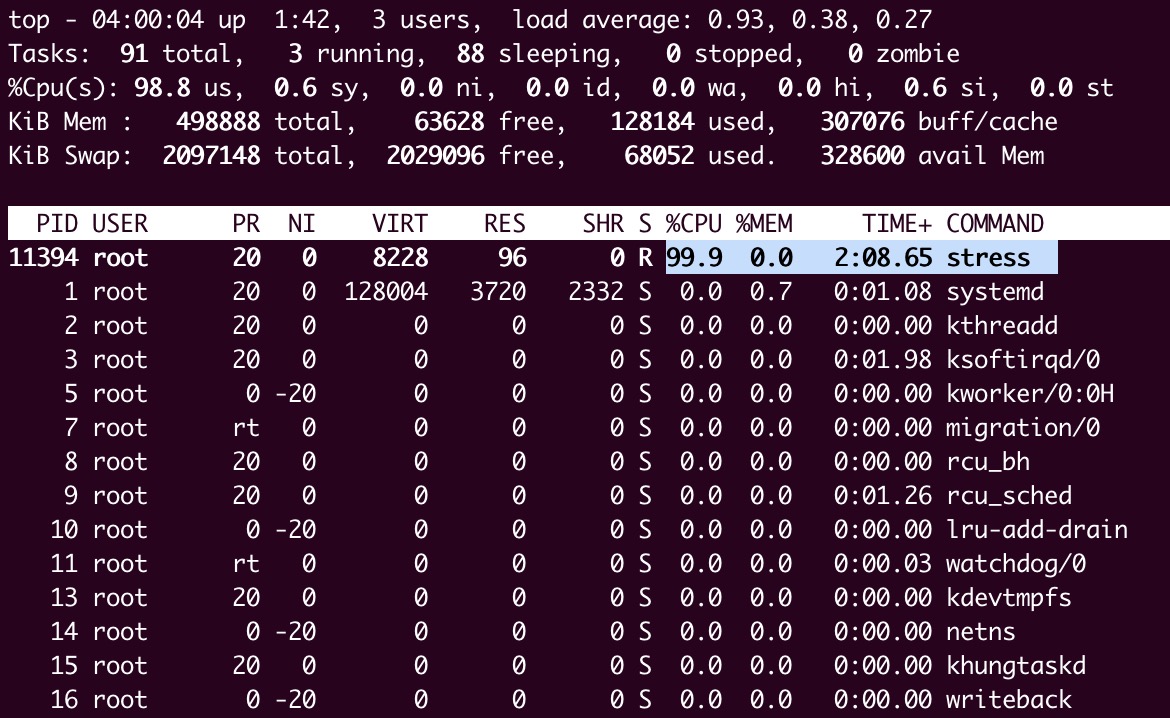 top - 04:00:04 up  1:42,  3 users,  load average: 0.93, 0.38, 0.27
Tasks:  91 total,   3 running,  88 sleeping,   0 stopped,   0 zombie
%Cpu(s): 98.8 us,  0.6 sy,  0.0 ni,  0.0 id,  0.0 wa,  0.0 hi,  0.6 si,  0.0 st
KiB Mem :   498888 total,    63628 free,   128184 used,   307076 buff/cache
KiB Swap:  2097148 total,  2029096 free,    68052 used.   328600 avail Mem
  PID USER      PR  NI    VIRT    RES    SHR S %CPU %MEM     TIME+ COMMAND
11394 root      20   0    8228     96      0 R 99.9  0.0   2:08.65 stress
    1 root      20   0  128004   3720   2332 S  0.0  0.7   0:01.08 systemd
    2 root      20   0       0      0      0 S  0.0  0.0   0:00.00 kthreadd
    3 root      20   0       0      0      0 S  0.0  0.0   0:01.98 ksoftirqd/0
    5 root       0 -20       0      0      0 S  0.0  0.0   0:00.00 kworker/0:0H
    7 root      rt   0       0      0      0 S  0.0  0.0   0:00.00 migration/0
    8 root      20   0       0      0      0 S  0.0  0.0   0:00.00 rcu_bh
    9 root      20   0       0      0      0 S  0.0  0.0   0:01.26 rcu_sched
   10 root       0 -20       0      0      0 S  0.0  0.0   0:00.00 lru-add-drain
   11 root      rt   0       0      0      0 S  0.0  0.0   0:00.03 watchdog/0
   13 root      20   0       0      0      0 S  0.0  0.0   0:00.00 kdevtmpfs
   14 root       0 -20       0      0      0 S  0.0  0.0   0:00.00 netns
   15 root      20   0       0      0      0 S  0.0  0.0   0:00.00 khungtaskd
   16 root       0 -20       0      0      0 S  0.0  0.0   0:00.00 writeback